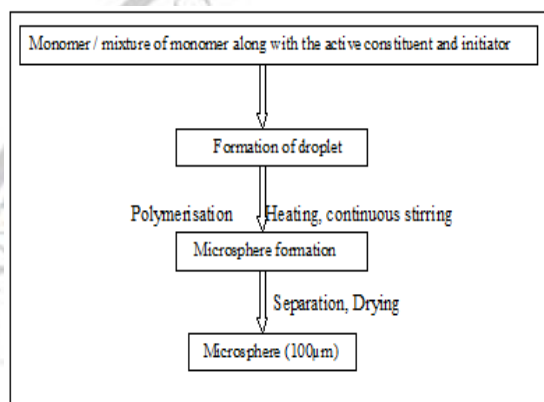 Monomer / mixture of monomer along with the active constituent and initiator
Formation of droplet
Polymerisation Heating, continuous stirring
Microsphere formation
Separation, Drying
Microsphere (100µm)